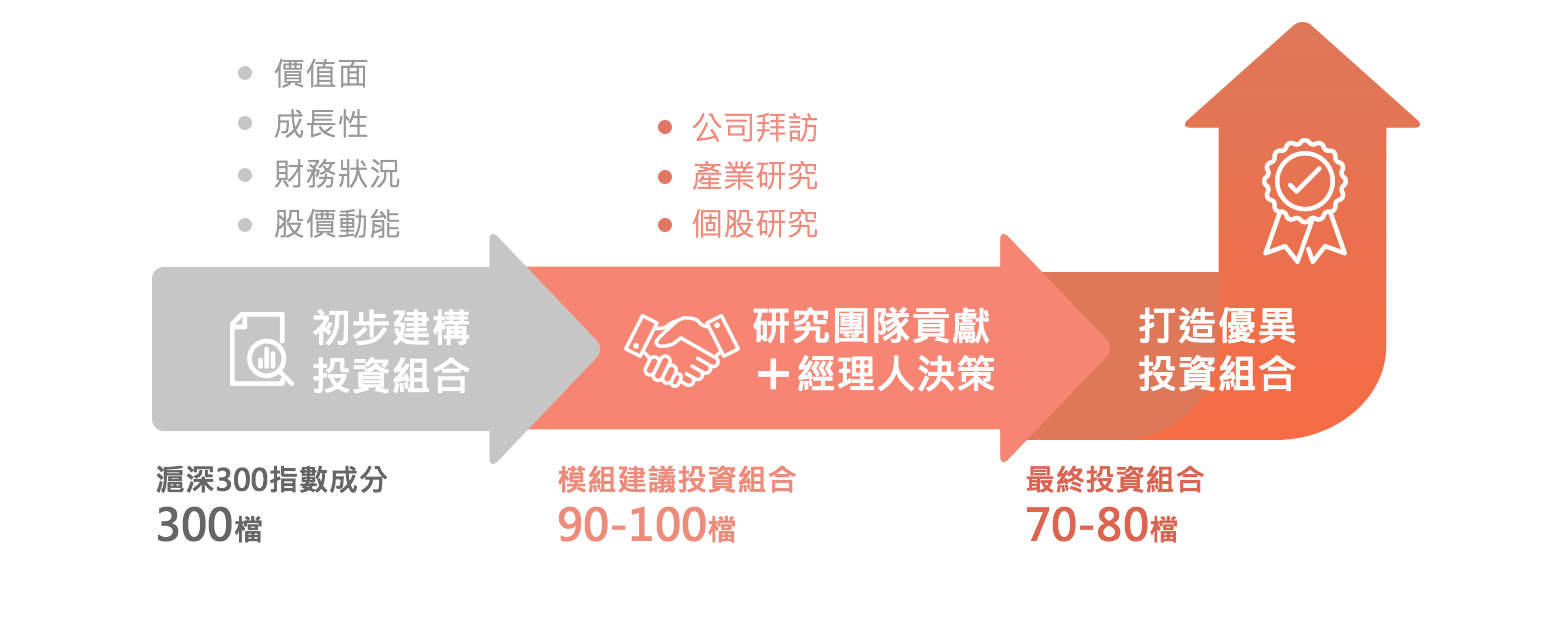 價值面
成長性
財務狀況
股價動能
初步建構
投資組合
滬深300指數成分
300檔
公司拜訪
產業研究
個股研究
研究團隊貢獻
＋經理人決策
模組建議投資組合
90-100檔
打造優異
投資組合
最終投資組合
70-80檔